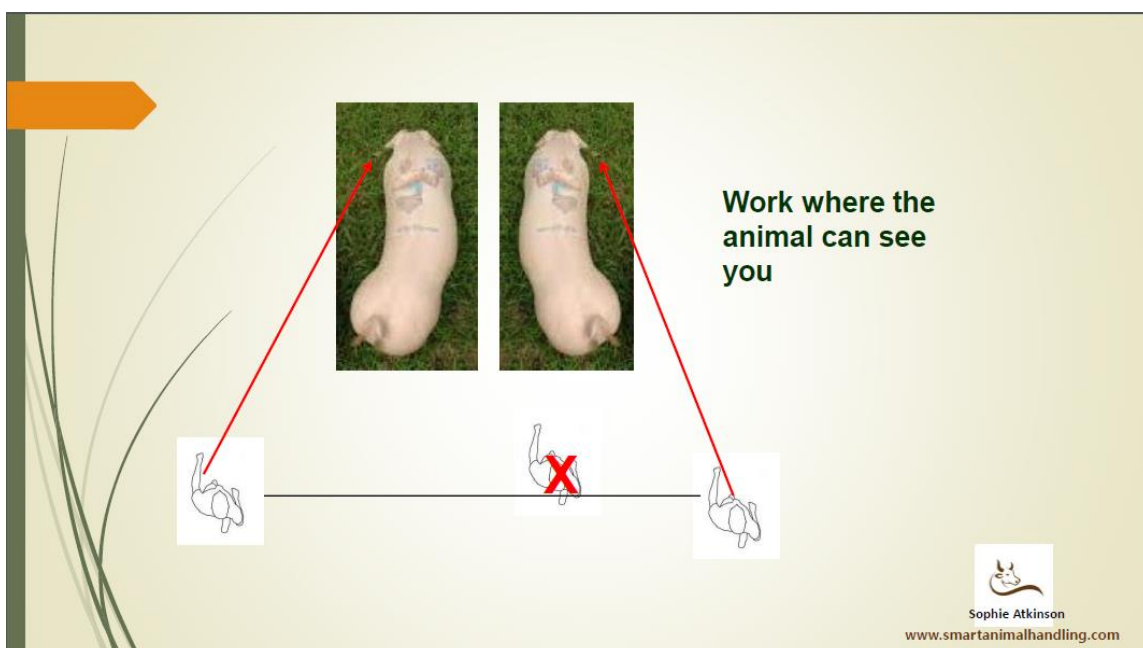 Work where the
animal can see
you
X
Sophie Atkinson
www.smartanimalhandling.com